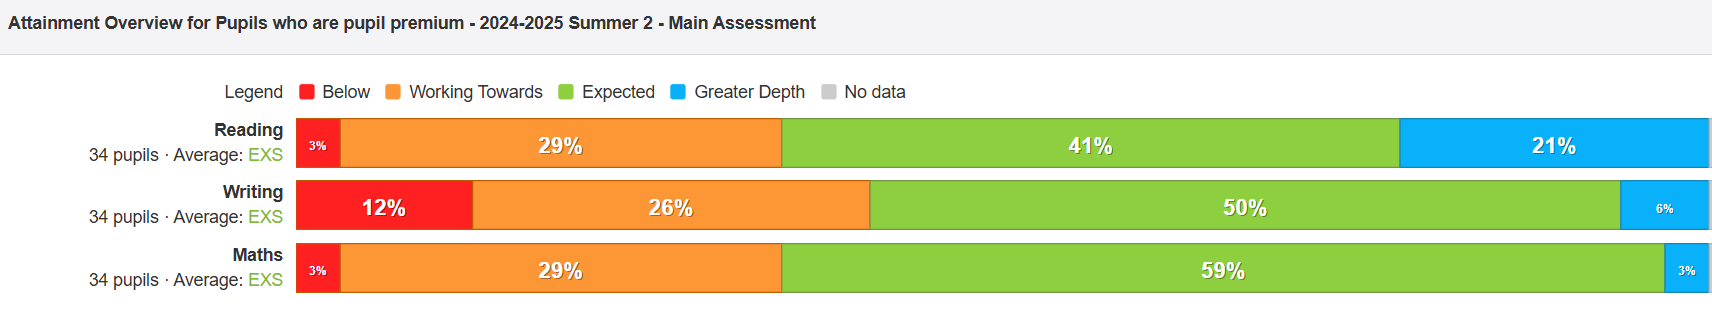 Attainment Overview for Pupils who are pupil premium - 2024-2025 Summer 2 - Main Assessment
Legend Below Working Towards Expected Greater Depth No data
Reading
34 pupils · Average: EXS
3% 29% 41% 21%
Writing
34 pupils · Average: EXS
12% 26% 50% 6%
Maths
34 pupils · Average: EXS
3% 29% 59% 3%